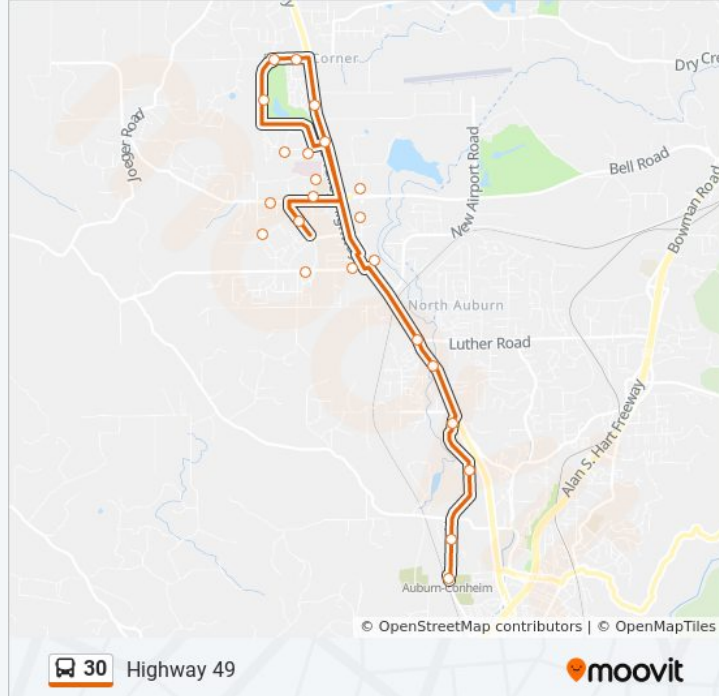 Corner
Dry Cre
Joeger Road
New Airport Road
Bell Road
Bowman Road
North Auburn
Luther Road
Alan S. Hart Freeway
Auburn-Conheim
© OpenStreetMap contributors | © OpenMapTiles
30 Highway 49
moovit